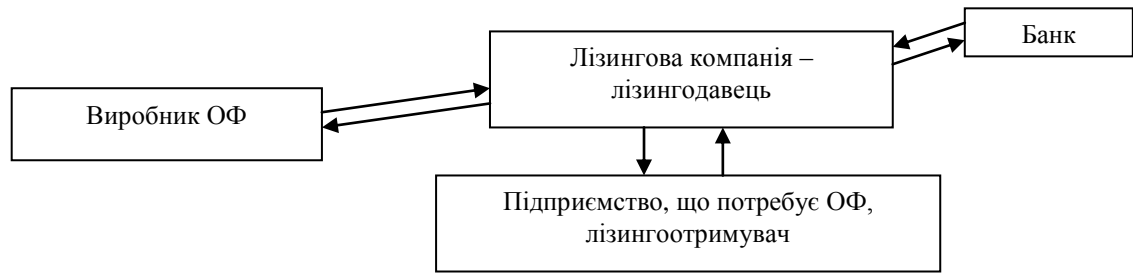 Банк
Лізингова компанія –
лізингодавець
Виробник ОФ
Підприємство, що потребує ОФ,
лізингоотримувач